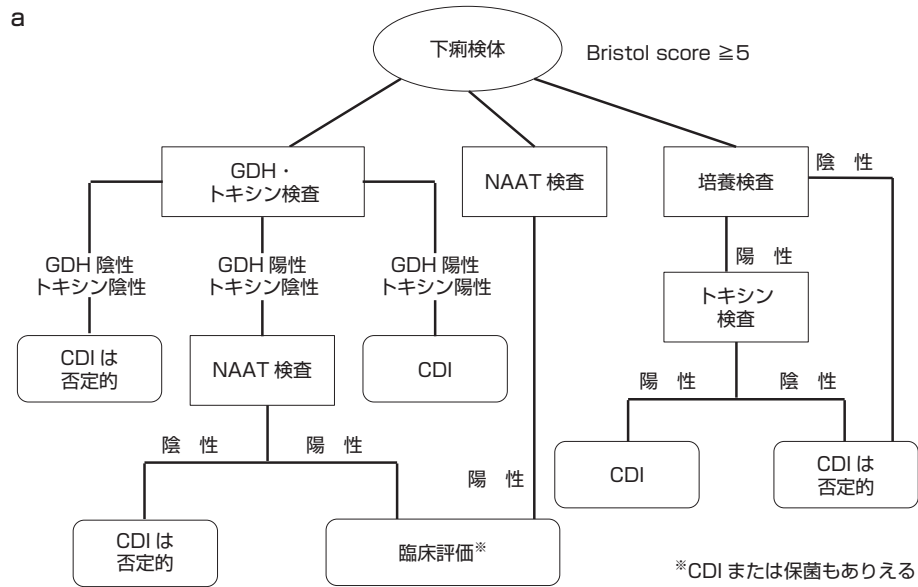 a
下痢検体
Bristol score ≧5
GDH・
トキシン検査
NAAT 検査
培養検査
陰 性
GDH 陰性
トキシン陰性
GDH 陽性
トキシン陰性
GDH 陽性
トキシン陽性
陽 性
トキシン
検査
CDI は
否定的
NAAT 検査
CDI
陽 性
陰 性
陰 性
陽 性
陽 性
CDI
CDI は
否定的
CDI は
否定的
臨床評価※
※CDI または保菌もありえる